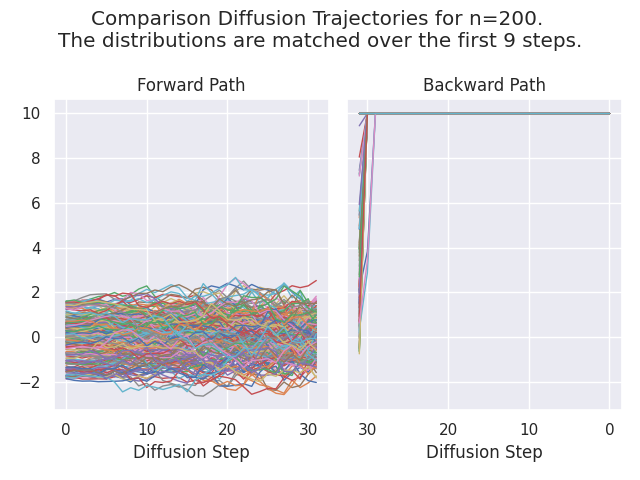 Comparison Diffusion Trajectories for n=200.
The distributions are matched over the first 9 steps.
Forward Path
Backward Path
10
8
6
4
2
0
−2
0
10
20
30
30
20
10
0
Diffusion Step
Diffusion Step